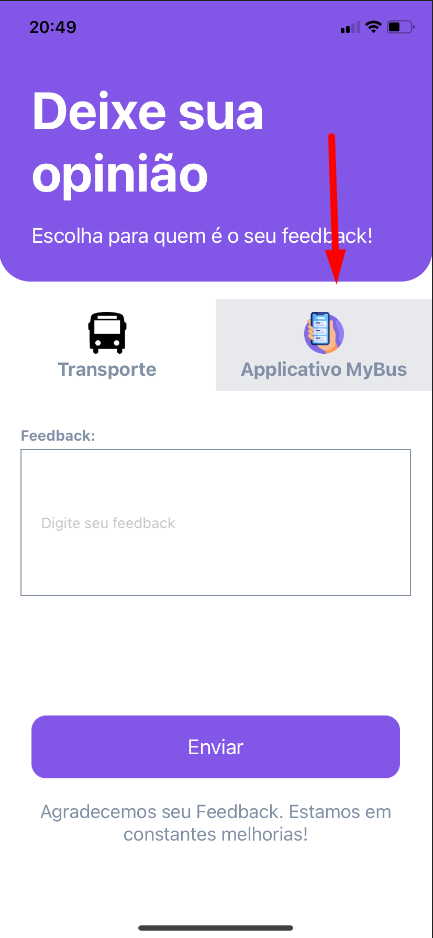 20:49
Deixe sua
opinião
Escolha para quem é o seu feedback!
Transporte
Applicativo MyBus
Feedback:
Digite seu feedback
Enviar
Agradecemos seu Feedback. Estamos em
constantes melhorias!